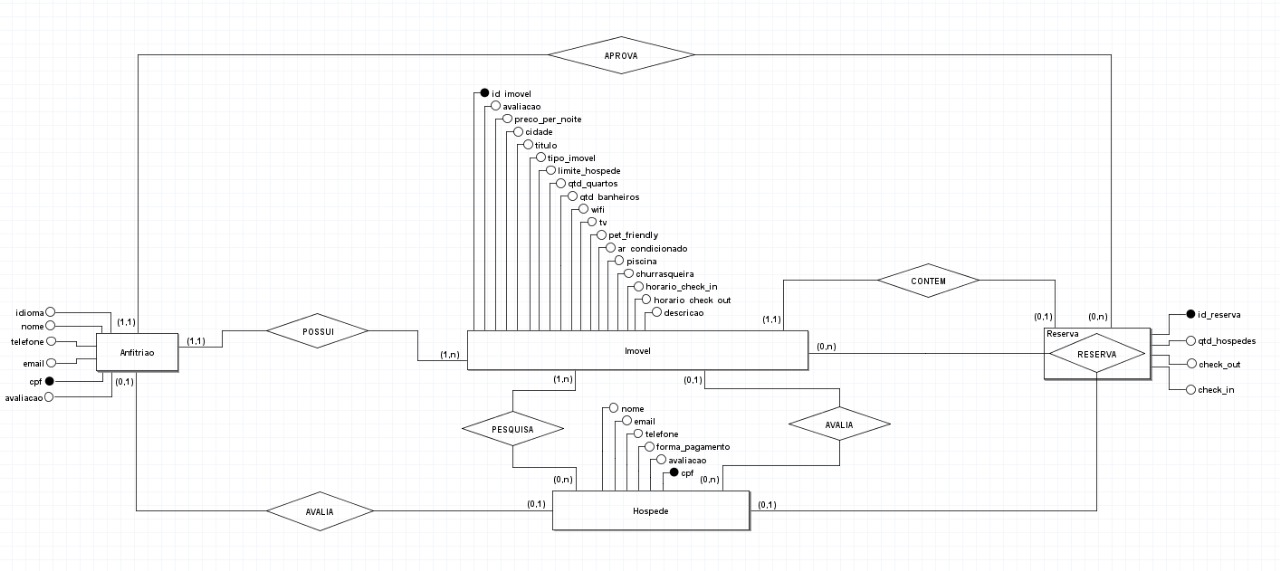 APROVA
id_imovel
avaliacao
preco_per_noite
cidade
titulo
tipo_imovel
limite_hospede
qtd_quartos
qtd_banheiros
wifi
tv
pet_friendly
ar_condicionado
piscina
churrasqueira
horario_check_in
horario_check_out
descricao
CONTEM
idioma
nome
telefone
email
cpf
avaliacao
(1,1)
Anfitriao
(1,1)
(0,1)
POSSUI
(1,n)
(1,1)
Imovel
(0,n)
(0,1)
(0,n)
Reserva
RESERVA
id_reserva
qtd_hospedes
check_out
check_in
(1,n)
(0,1)
PESQUISA
AVALIA
nome
email
telefone
forma_pagamento
avaliacao
cpf
(0,n)
(0,n)
AVALIA
(0,1)
Hospede
(0,1)